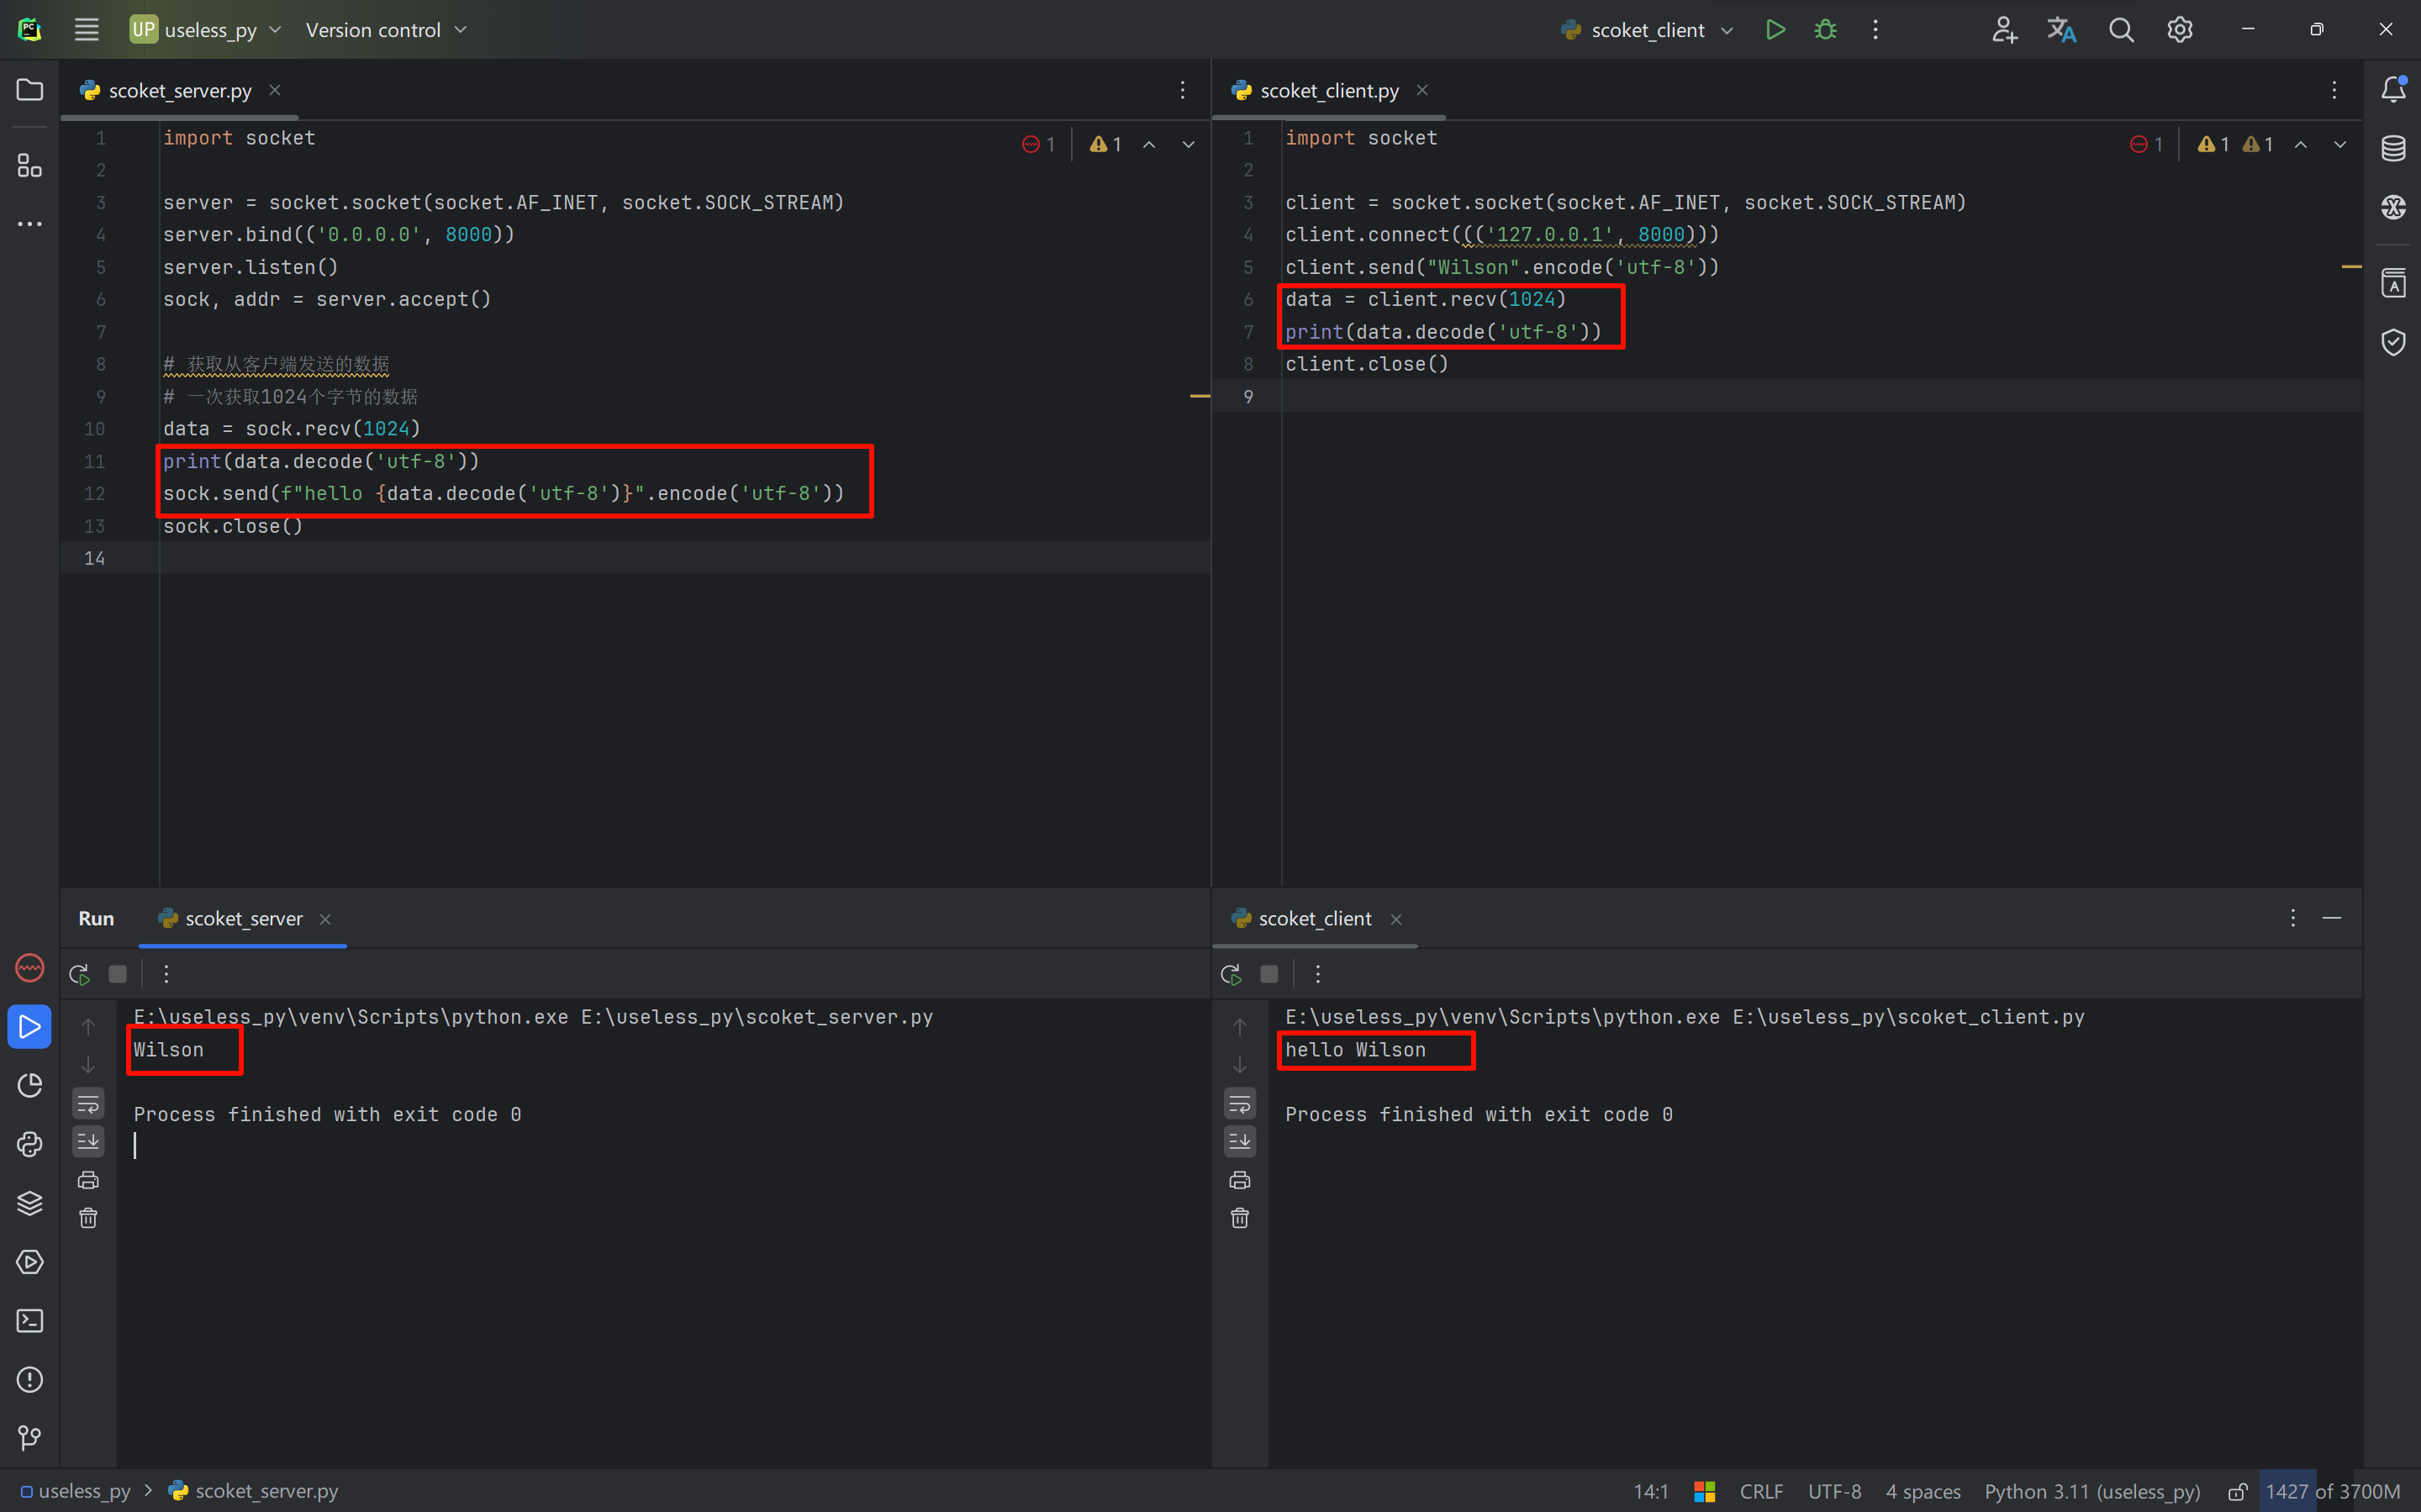 UP useless_py Version control scoket_client
scoket_server.py
1 import socket
2
3 server = socket.socket(socket.AF_INET, socket.SOCK_STREAM)
4 server.bind(('0.0.0.0', 8000))
5 server.listen()
6 sock, addr = server.accept()
7
8 # 获取从客户端发送的数据
9 # 一次获取1024个字节的数据
10 data = sock.recv(1024)
11 print(data.decode('utf-8'))
12 sock.send(f"hello {data.decode('utf-8')}".encode('utf-8'))
13 sock.close()
14
1 1
scoket_client.py
1 import socket
2
3 client = socket.socket(socket.AF_INET, socket.SOCK_STREAM)
4 client.connect((('127.0.0.1', 8000)))
5 client.send("Wilson".encode('utf-8'))
6 data = client.recv(1024)
7 print(data.decode('utf-8'))
8 client.close()
9
1 1 1
Run scoket_server
E:\useless_py\venv\Scripts\python.exe E:\useless_py\scoket_server.py
Wilson
Process finished with exit code 0
scoket_client
E:\useless_py\venv\Scripts\python.exe E:\useless_py\scoket_client.py
hello Wilson
Process finished with exit code 0
useless_py > scoket_server.py
14:1 CRLF UTF-8 4 spaces Python 3.11 (useless_py) 1427 of 3700M